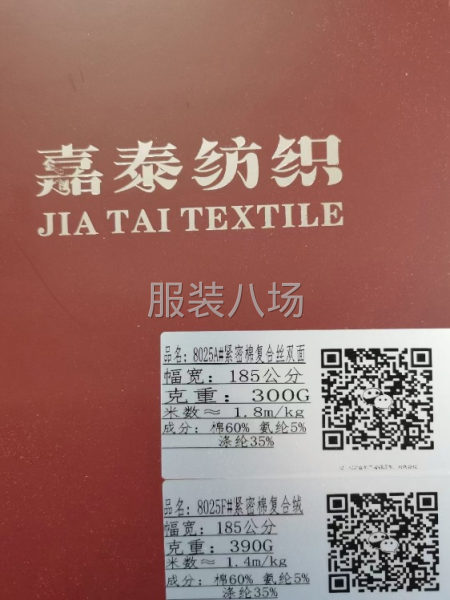 嘉泰纺织
JIA TAI TEXTILE
服装八场
品名：8025A#紧密棉复合丝双面
幅宽：185公分
克重：300G
米数≈ 1.8m/kg
成分：棉60% 氨纶5%
涤纶35%
品名：8025F#紧密棉复合绒
幅宽：185公分
克重：390G
米数≈ 1.4m/kg
成分：棉60% 氨纶5%
涤纶35%